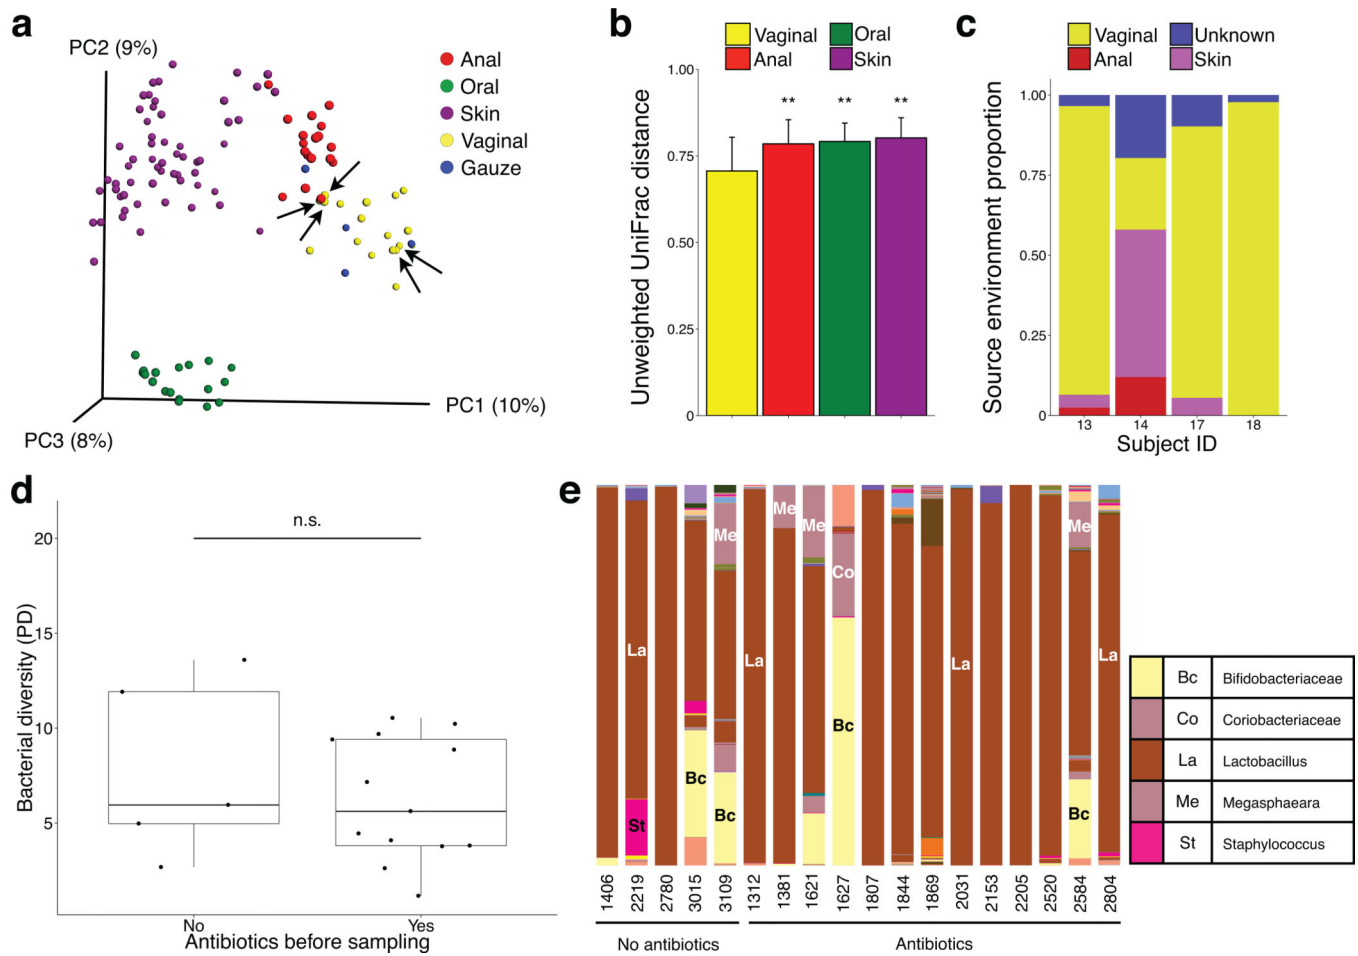 a
PC2 (9%)
Anal
Oral
Skin
Vaginal
Gauze
PC1 (10%)
PC3 (8%)
b
Vaginal Oral
Anal Skin
Unweighted UniFrac distance
1.00
0.75
0.50
0.25
0
** ** **
c
Vaginal Unknown
Anal Skin
Source environment proportion
1.00
0.75
0.50
0.25
0
13 14 17 18
Subject ID
d
n.s.
Bacterial diversity (PD)
20
15
10
5
No Yes
Antibiotics before sampling
e
Me Me Me Me
Co
La La La La
Bc Bc Bc Bc
St
1406 2219 2780 3015 3109 1312 1381 1621 1627 1807 1844 1869 2031 2153 2205 2520 2584 2804
No antibiotics Antibiotics
Bc Bifidobacteriaceae
Co Coriobacteriaceae
La Lactobacillus
Me Megasphaeara
St Staphylococcus